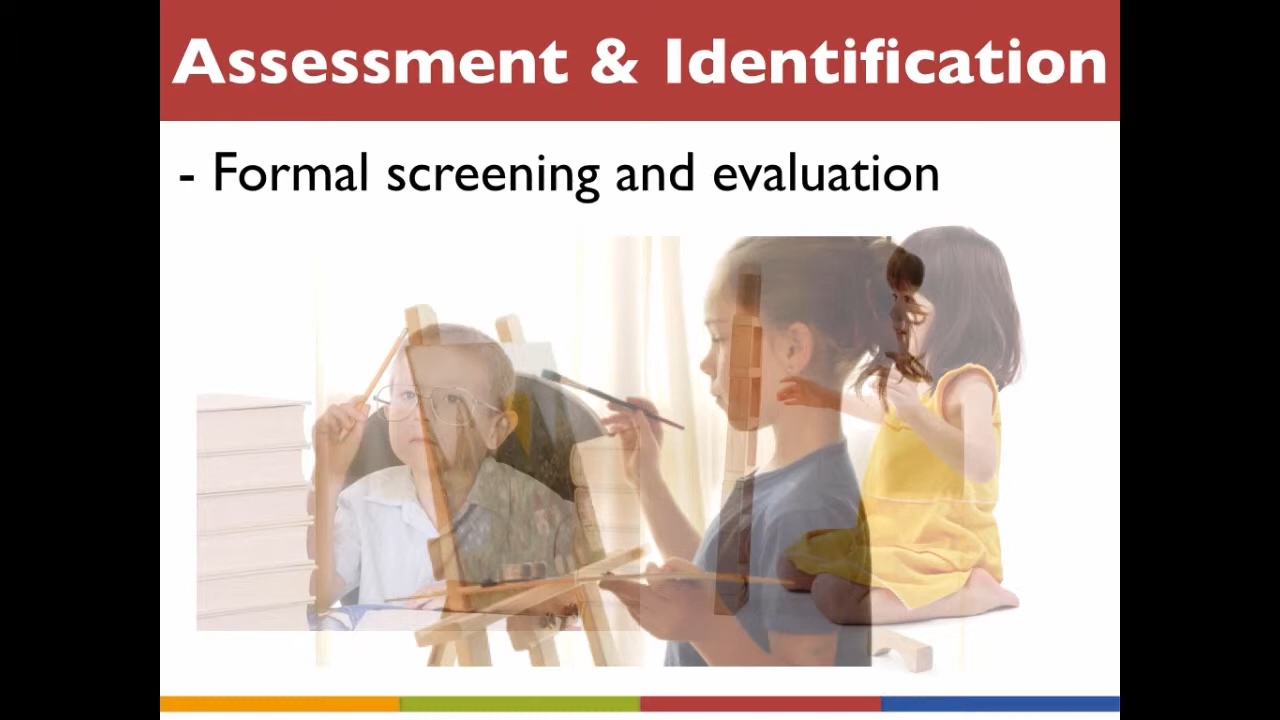 Assessment & Identification
- Formal screening and evaluation